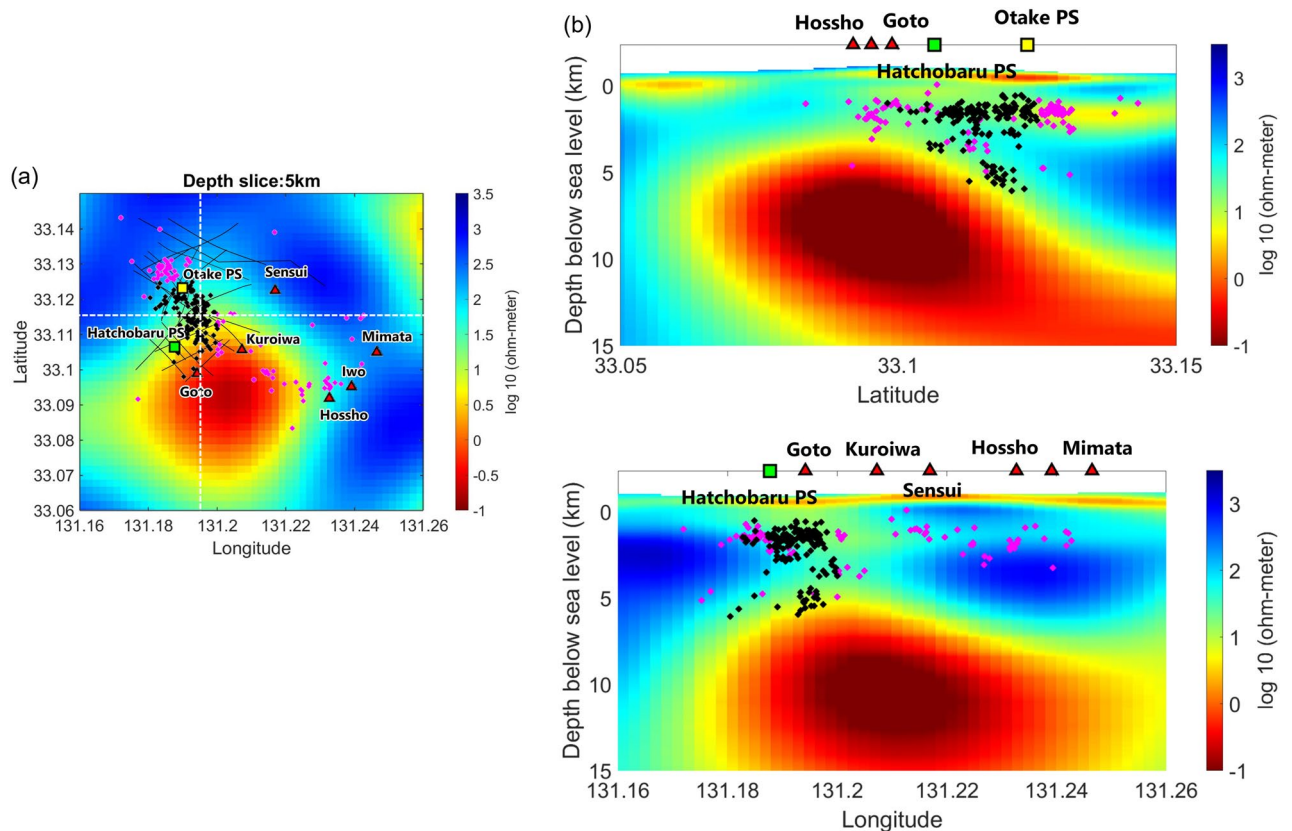 (a)
Depth slice:5km
33.14
33.13
33.12
33.11
33.1
33.09
33.08
33.07
33.06
Latitude
131.16
131.18
131.2
131.22
131.24
131.26
Longitude
Otake PS
Sensui
Hatchobaru PS
Kuroiwa
Mimata
Iwo
Goto
Hossho
3.5
3
2.5
2
1.5
1
0.5
0
-0.5
-1
log 10 (ohm-meter)
(b)
Hossho
Goto
Otake PS
Hatchobaru PS
0
5
10
15
Depth below sea level (km)
33.05
33.1
33.15
Latitude
3
2
1
0
-1
log 10 (ohm-meter)
Goto
Kuroiwa
Hossho
Mimata
Hatchobaru PS
Sensui
0
5
10
15
Depth below sea level (km)
131.16
131.18
131.2
131.22
131.24
131.26
Longitude
3
2
1
0
-1
log 10 (ohm-meter)